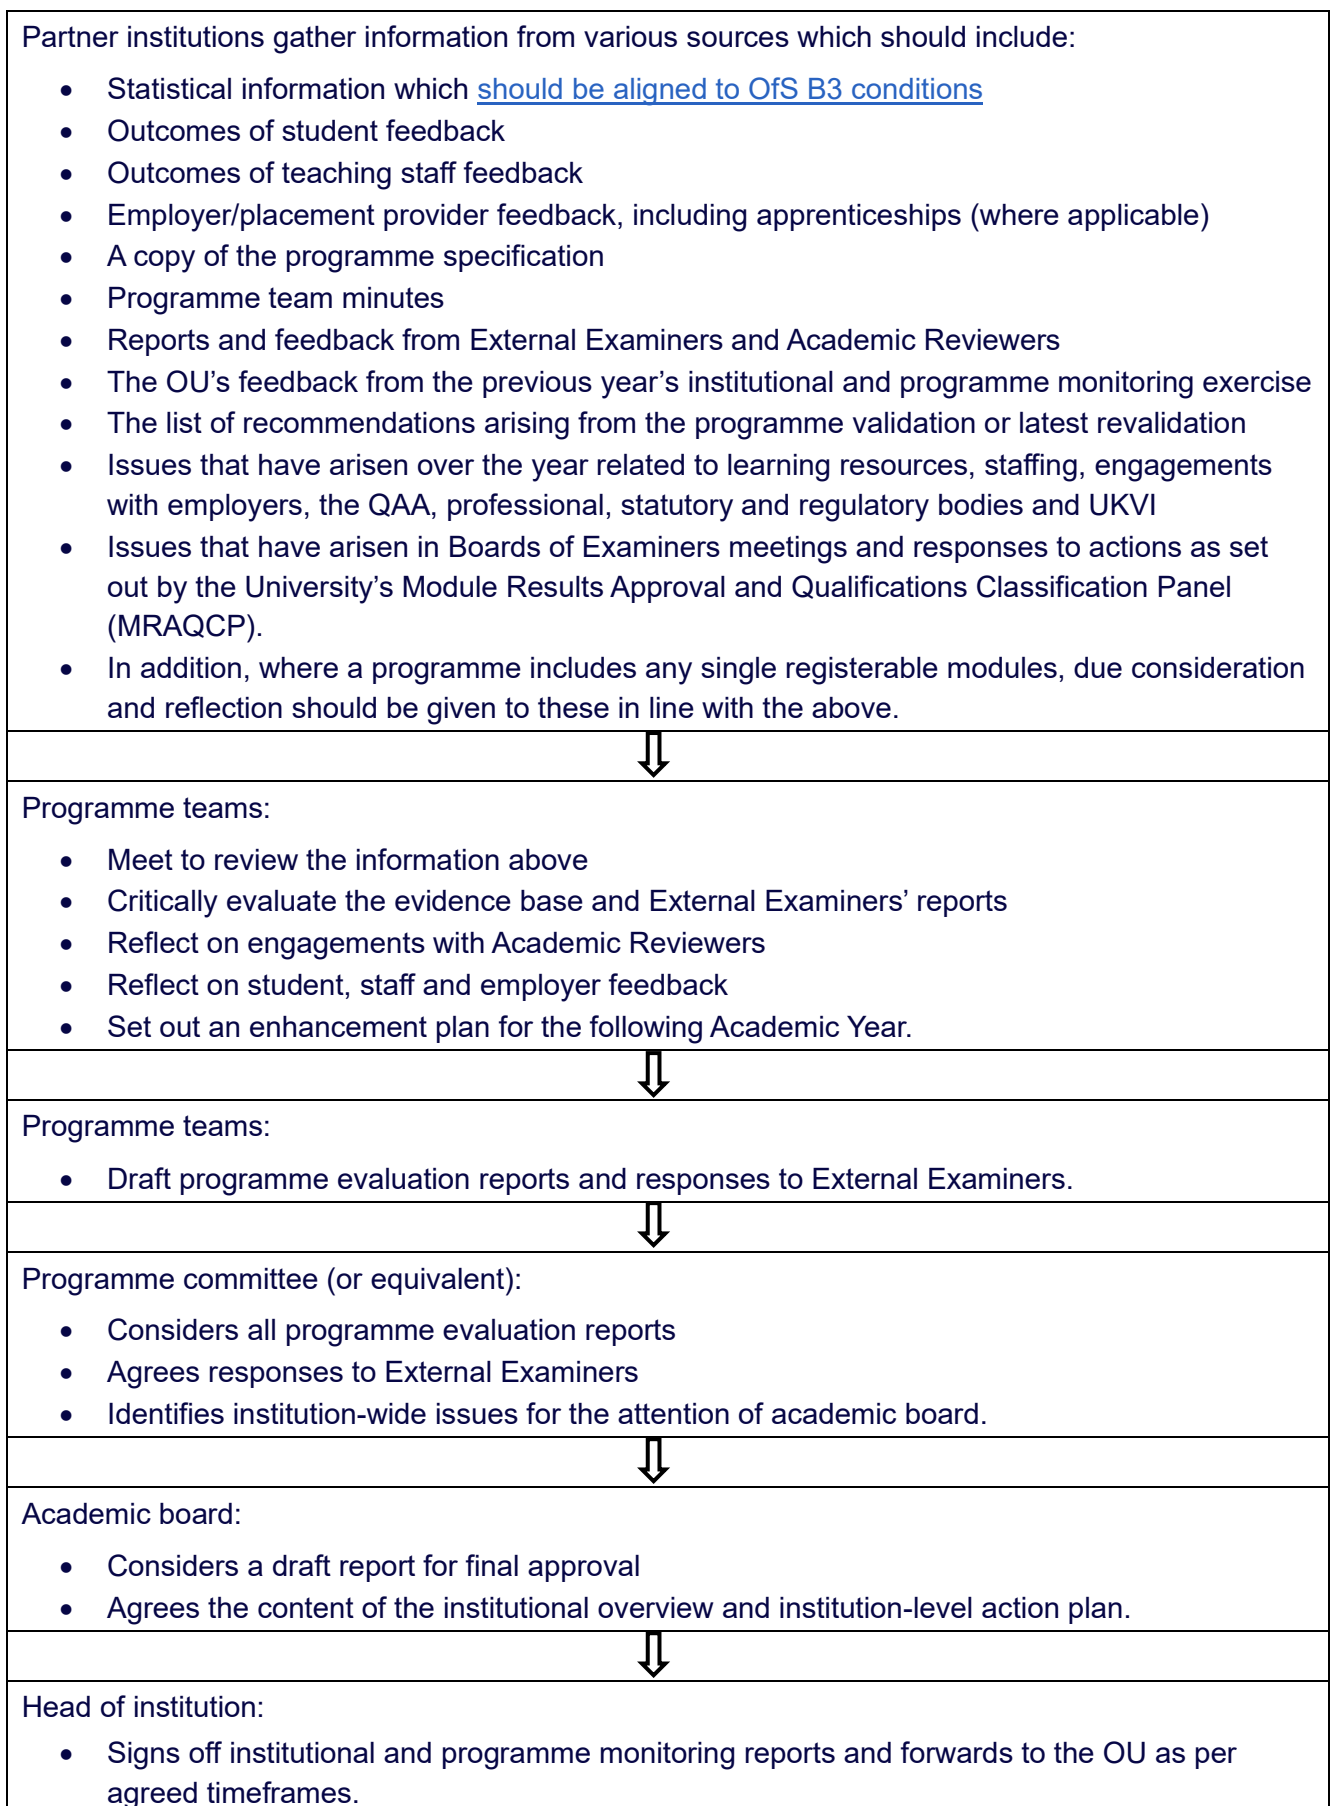 Partner institutions gather information from various sources which should include:
• Statistical information which should be aligned to OfS B3 conditions
• Outcomes of student feedback
• Outcomes of teaching staff feedback
• Employer/placement provider feedback, including apprenticeships (where applicable)
• A copy of the programme specification
• Programme team minutes
• Reports and feedback from External Examiners and Academic Reviewers
• The OU’s feedback from the previous year’s institutional and programme monitoring exercise
• The list of recommendations arising from the programme validation or latest revalidation
• Issues that have arisen over the year related to learning resources, staffing, engagements
with employers, the QAA, professional, statutory and regulatory bodies and UKVI
• Issues that have arisen in Boards of Examiners meetings and responses to actions as set
out by the University’s Module Results Approval and Qualifications Classification Panel
(MRAQCP).
• In addition, where a programme includes any single registerable modules, due consideration
and reflection should be given to these in line with the above.
Programme teams:
• Meet to review the information above
• Critically evaluate the evidence base and External Examiners’ reports
• Reflect on engagements with Academic Reviewers
• Reflect on student, staff and employer feedback
• Set out an enhancement plan for the following Academic Year.
Programme teams:
• Draft programme evaluation reports and responses to External Examiners.
Programme committee (or equivalent):
• Considers all programme evaluation reports
• Agrees responses to External Examiners
• Identifies institution-wide issues for the attention of academic board.
Academic board:
• Considers a draft report for final approval
• Agrees the content of the institutional overview and institution-level action plan.
Head of institution:
• Signs off institutional and programme monitoring reports and forwards to the OU as per
agreed timeframes.